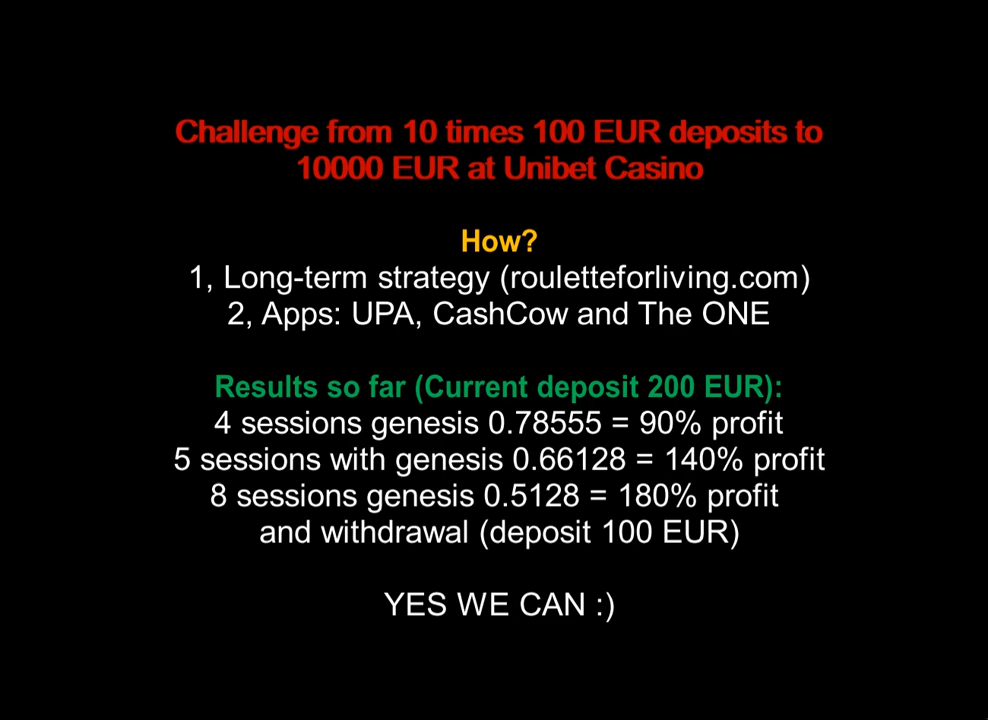 Challenge from 10 times 100 EUR deposits to
10000 EUR at Unibet Casino
How?
1, Long-term strategy (rouletteforliving.com)
2, Apps: UPA, CashCow and The ONE
Results so far (Current deposit 200 EUR):
4 sessions genesis 0.78555 = 90% profit
5 sessions with genesis 0.66128 = 140% profit
8 sessions genesis 0.5128 = 180% profit
and withdrawal (deposit 100 EUR)
YES WE CAN :)